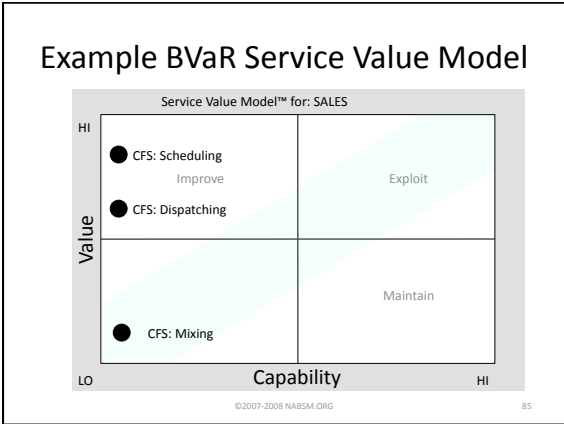 Example BVaR Service Value Model
Service Value Model™ for: SALES
HI
CFS: Scheduling
Improve
Exploit
CFS: Dispatching
Value
Maintain
CFS: Mixing
LO
Capability
HI
©2007-2008 NABSM.ORG
85